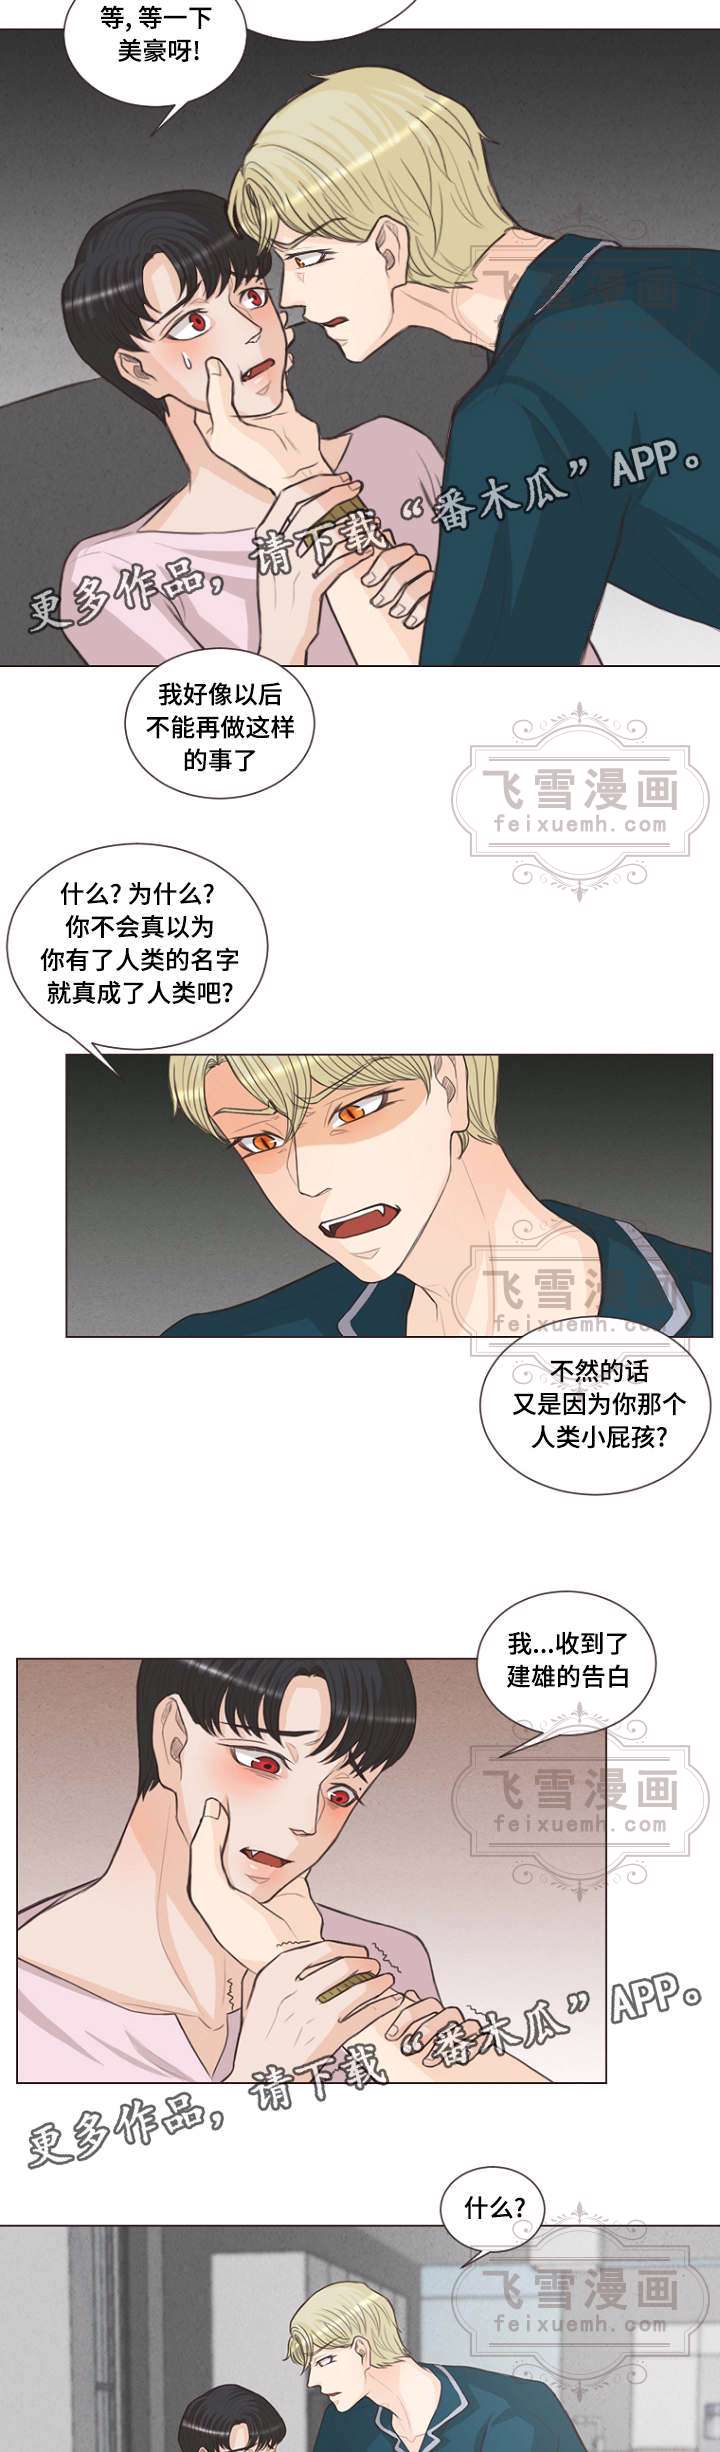 等,等一下
美豪呀!
飞雪漫画
更多作品，请下载“番木瓜”APP。
我好像以后
不能再做这样
的事了
飞雪漫画
feixuemh.com
什么?为什么?
你不会真以为
你有了人类的名字
就真成了人类吧?
飞雪漫画
feixuemh.com
不然的话
又是因为你那个
人类小屁孩?
我...收到了
建雄的告白
飞雪漫画
feixuemh.com
更多作品，请下载“番木瓜”APP。
什么?
飞雪漫画
feixuemh.com